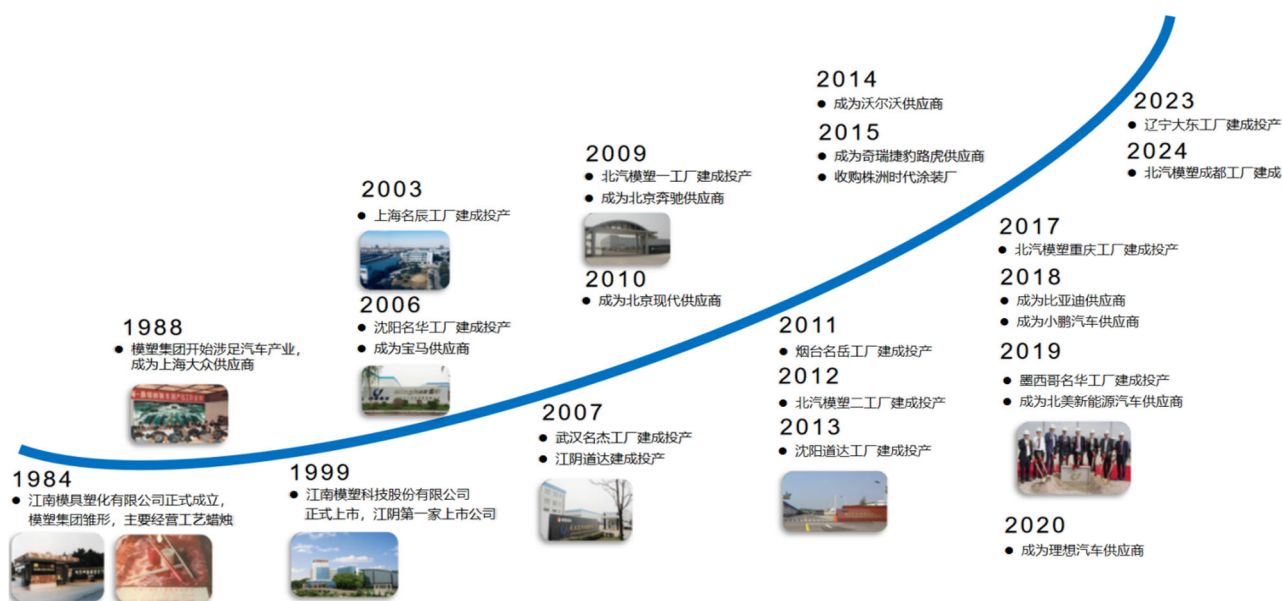 1984
● 江南模具塑化有限公司正式成立，
模塑集团雏形，主要经营工艺蜡烛
1988
● 模塑集团开始涉足汽车产业，
成为上海大众供应商
1999
● 江南模塑科技股份有限公司
正式上市，江阴第一家上市公司
2003
● 上海名辰工厂建成投产
2006
● 沈阳名华工厂建成投产
● 成为宝马供应商
2007
● 武汉名杰工厂建成投产
● 江阴道达建成投产
2009
● 北汽模塑一工厂建成投产
● 成为北京奔驰供应商
2010
● 成为北京现代供应商
2011
● 烟台名岳工厂建成投产
2012
● 北汽模塑二工厂建成投产
2013
● 沈阳道达工厂建成投产
2014
● 成为沃尔沃供应商
2015
● 成为奇瑞捷豹路虎供应商
● 收购株洲时代涂装厂
2017
● 北汽模塑重庆工厂建成投产
2018
● 成为比亚迪供应商
● 成为小鹏汽车供应商
2019
● 墨西哥名华工厂建成投产
● 成为北美新能源汽车供应商
2020
● 成为理想汽车供应商
2023
● 辽宁大东工厂建成投产
2024
● 北汽模塑成都工厂建成